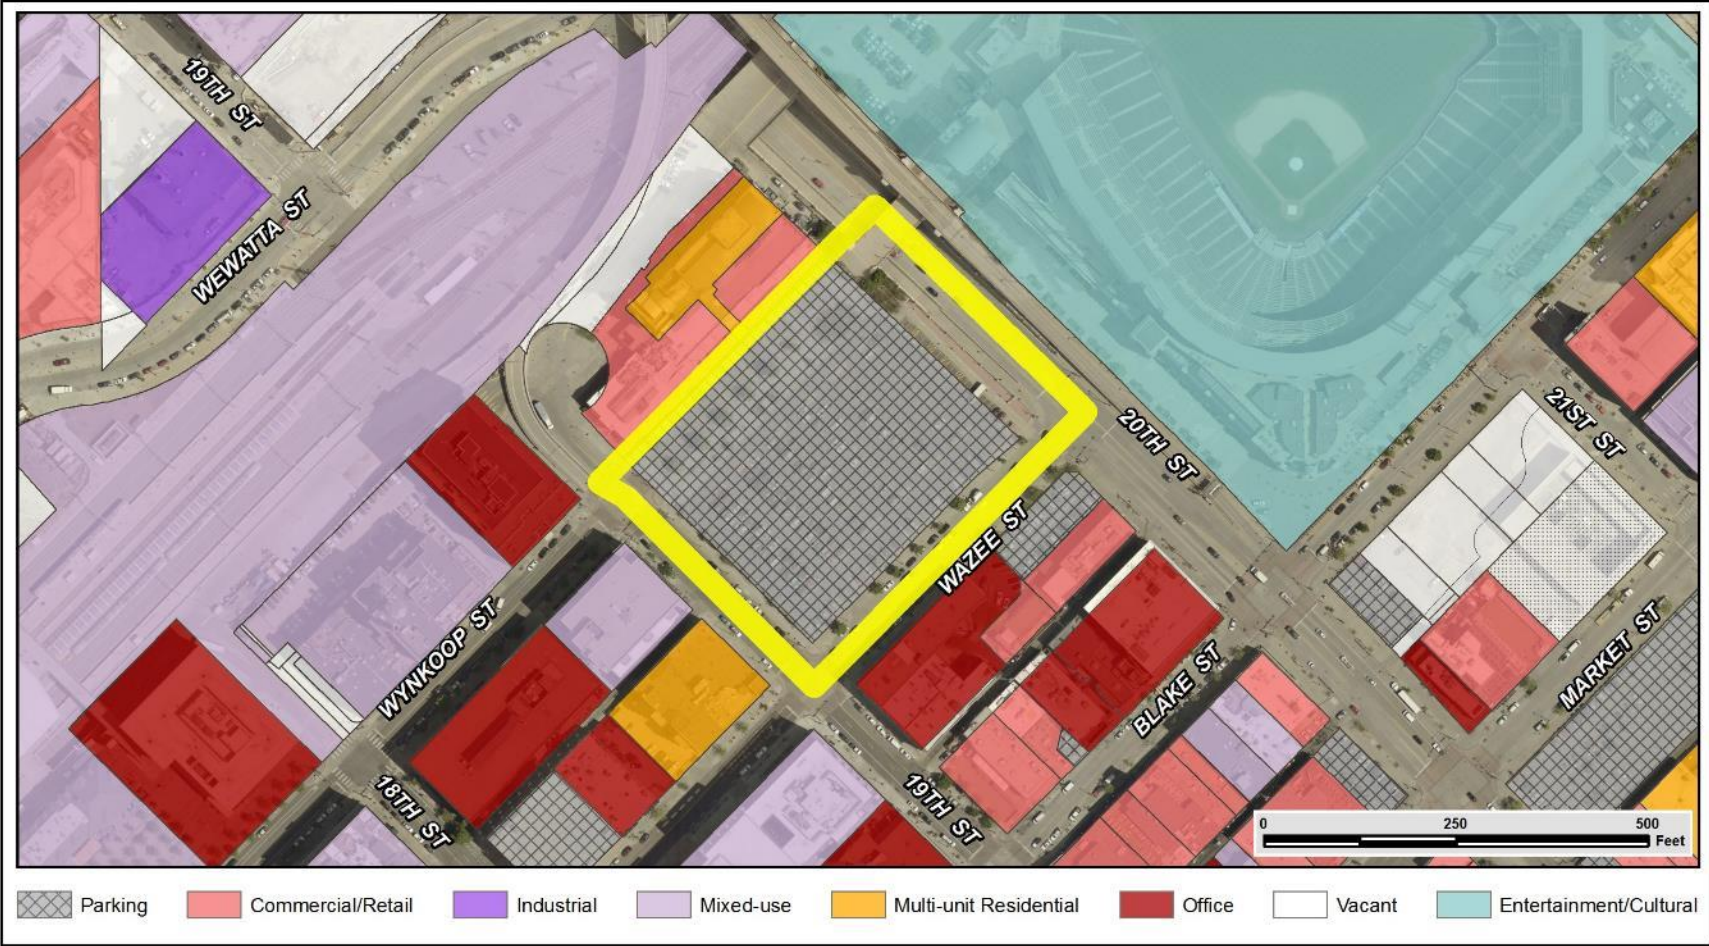 19TH ST
WEWATTA ST
20TH ST
21ST ST
WAZEE ST
WYNKOOP ST
BLAKE ST
MARKET ST
18TH ST
19TH ST
0 250 500
Feet
Parking Commercial/Retail Industrial Mixed-use Multi-unit Residential Office Vacant Entertainment/Cultural